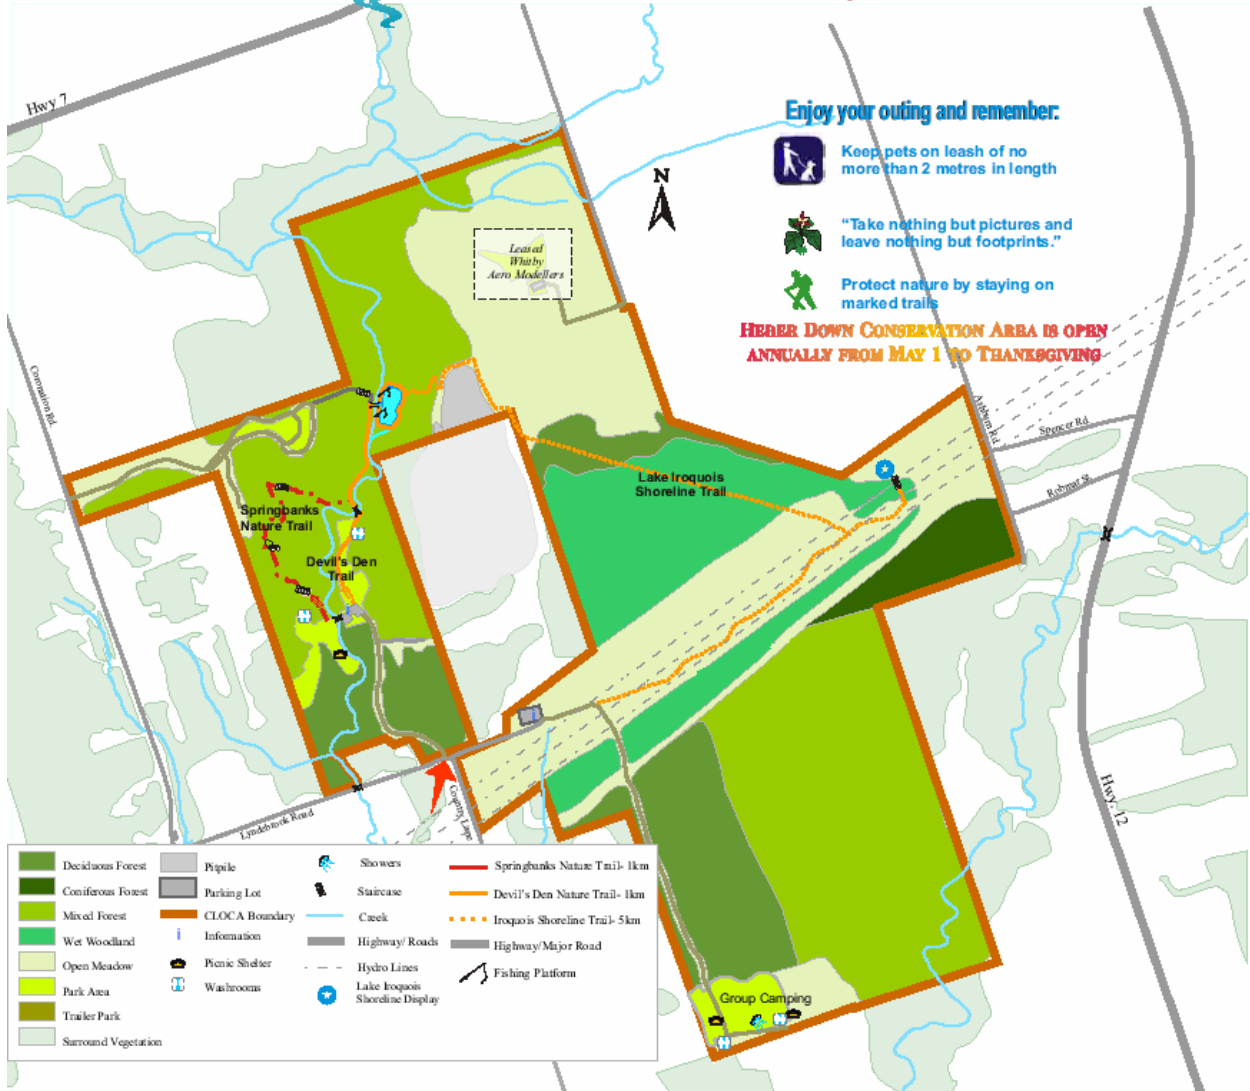 Hwy 7
Enjoy your outing and remember:
Keep pets on leash of no
more than 2 metres in length
N
“Take nothing but pictures and
leave nothing but footprints.”
Leased
Whitby
Aero Modellers
Protect nature by staying on
marked trails
HEBER DOWN CONSERVATION AREA IS OPEN
ANNUALLY FROM MAY 1 TO THANKSGIVING
Coronation Rd.
Ashburn Rd.
Spencer Rd.
Robmar St.
Lake Iroquois
Shoreline Trail
Springbanks
Nature Trail
Devil's Den
Trail
Hwy. 12
Country Lane
Lyndebrook Road
Group Camping
Deciduous Forest
Coniferous Forest
Mixed Forest
Wet Woodland
Open Meadow
Park Area
Trailer Park
Surround Vegetation
Pitpile
Parking Lot
CLOCA Boundary
i Information
Picnic Shelter
Washrooms
Showers
Staircase
Creek
Highway/ Roads
Hydro Lines
Lake Iroquois
Shoreline Display
Springbanks Nature Trail- 1km
Devil's Den Nature Trail- 1km
Iroquois Shoreline Trail- 5km
Highway/Major Road
Fishing Platform